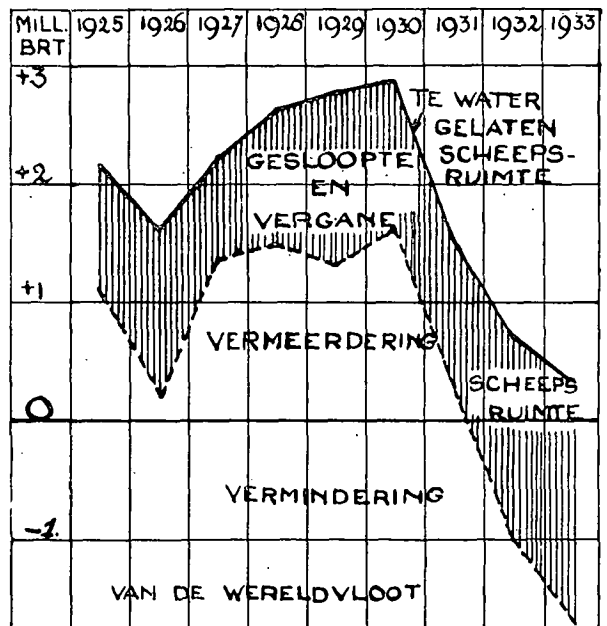 MILL. 1925 1926 1927 1928 1929 1930 1931 1932 1933
BRT
+3
TE WATER
GELATEN
SCHEEPS-
RUIMTE
GESLOOPTE
EN
VERGANE
+2
+1
VERMEERDERING
SCHEEPS
RUIMTE
0
VERMINDERING
-1.
VAN DE WERELDVLOOT